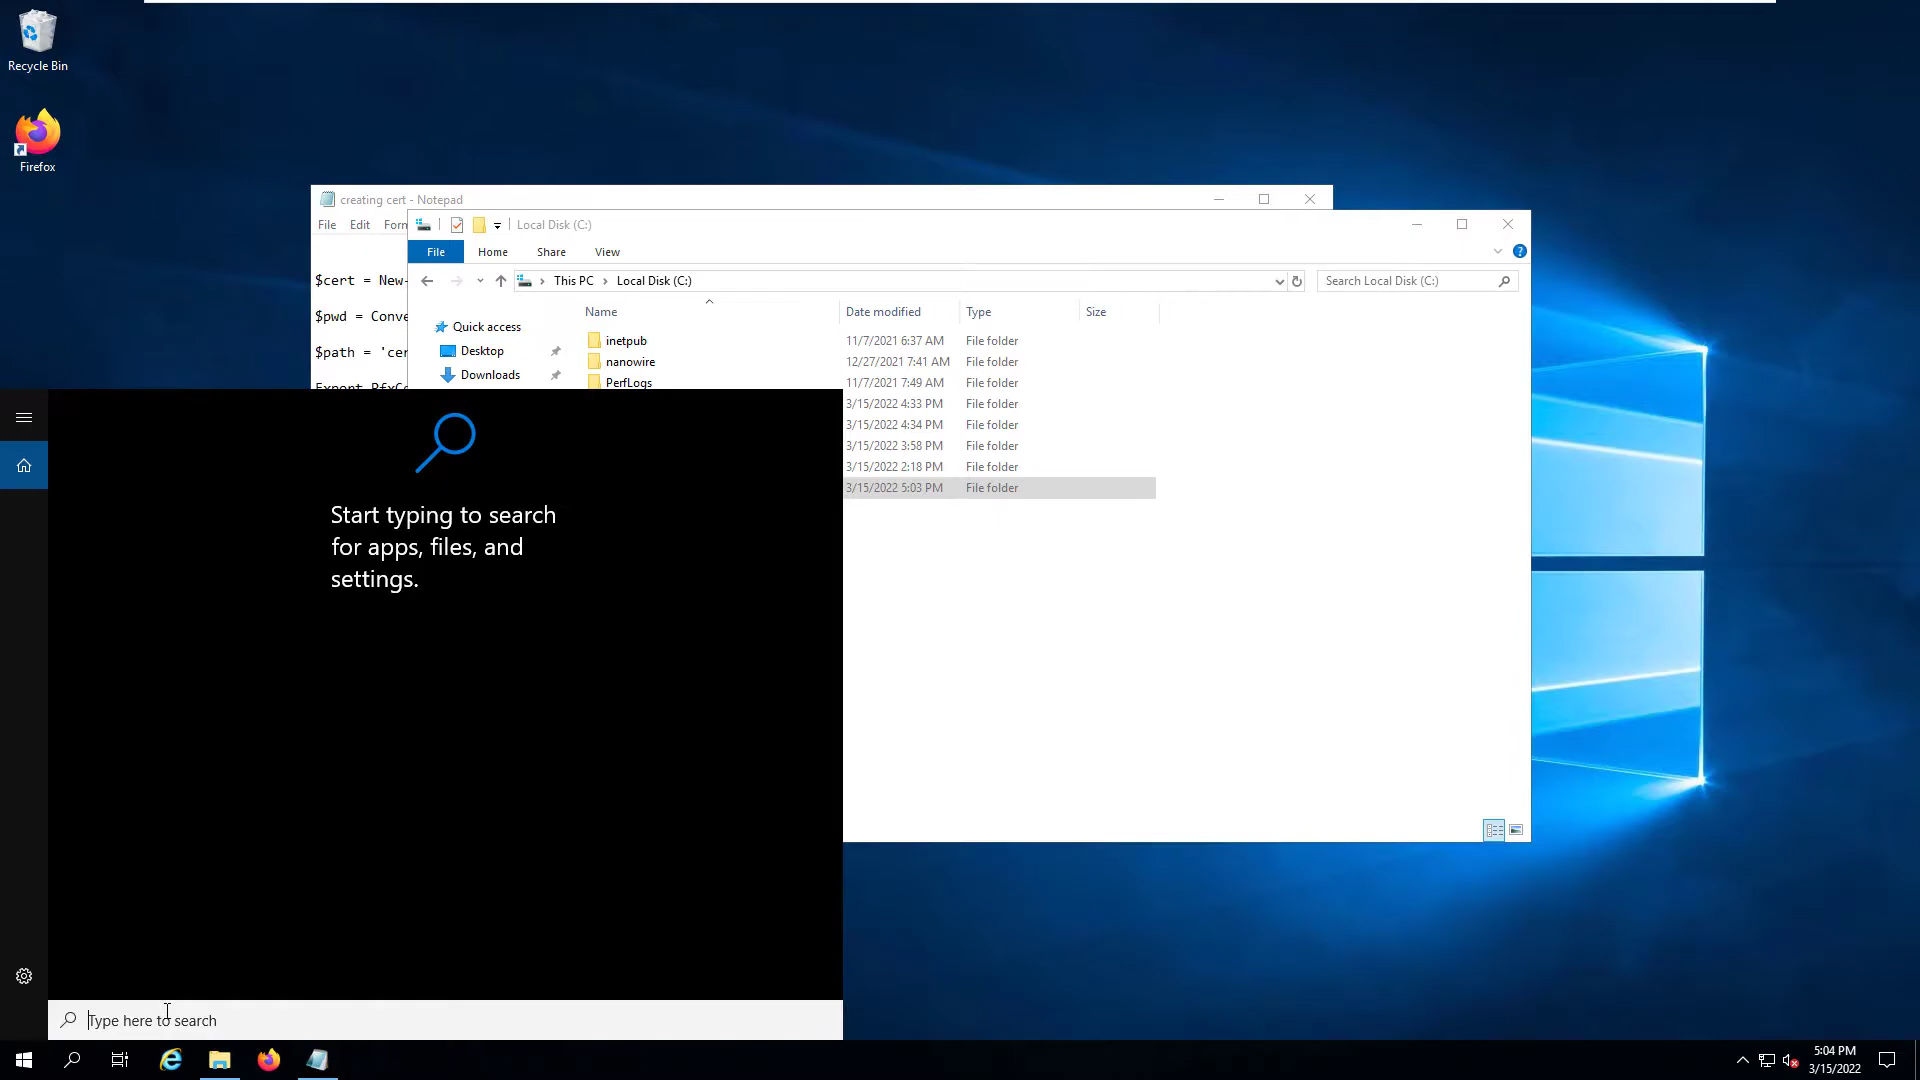 Recycle Bin
Firefox
creating cert - Notepad
File Edit Forn
$cert = New-
$pwd = Conve
$path = 'cer
Local Disk (C:)
File Home Share View
This PC Local Disk (C:)
Search Local Disk (C:)
Name Date modified Type Size
Quick access
Desktop
Downloads
inetpub 11/7/2021 6:37 AM File folder
nanowire 12/27/2021 7:41 AM File folder
PerfLogs 11/7/2021 7:49 AM File folder
3/15/2022 4:33 PM File folder
3/15/2022 4:34 PM File folder
3/15/2022 3:58 PM File folder
3/15/2022 2:18 PM File folder
3/15/2022 5:03 PM File folder
Start typing to search
for apps, files, and
settings.
Type here to search
5:04 PM
3/15/2022